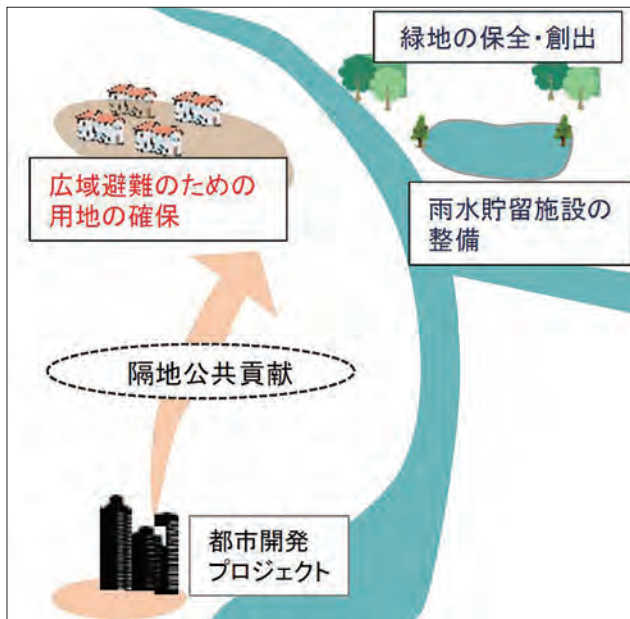 緑地の保全・創出
広域避難のための
用地の確保
雨水貯留施設の
整備
隔地公共貢献
都市開発
プロジェクト